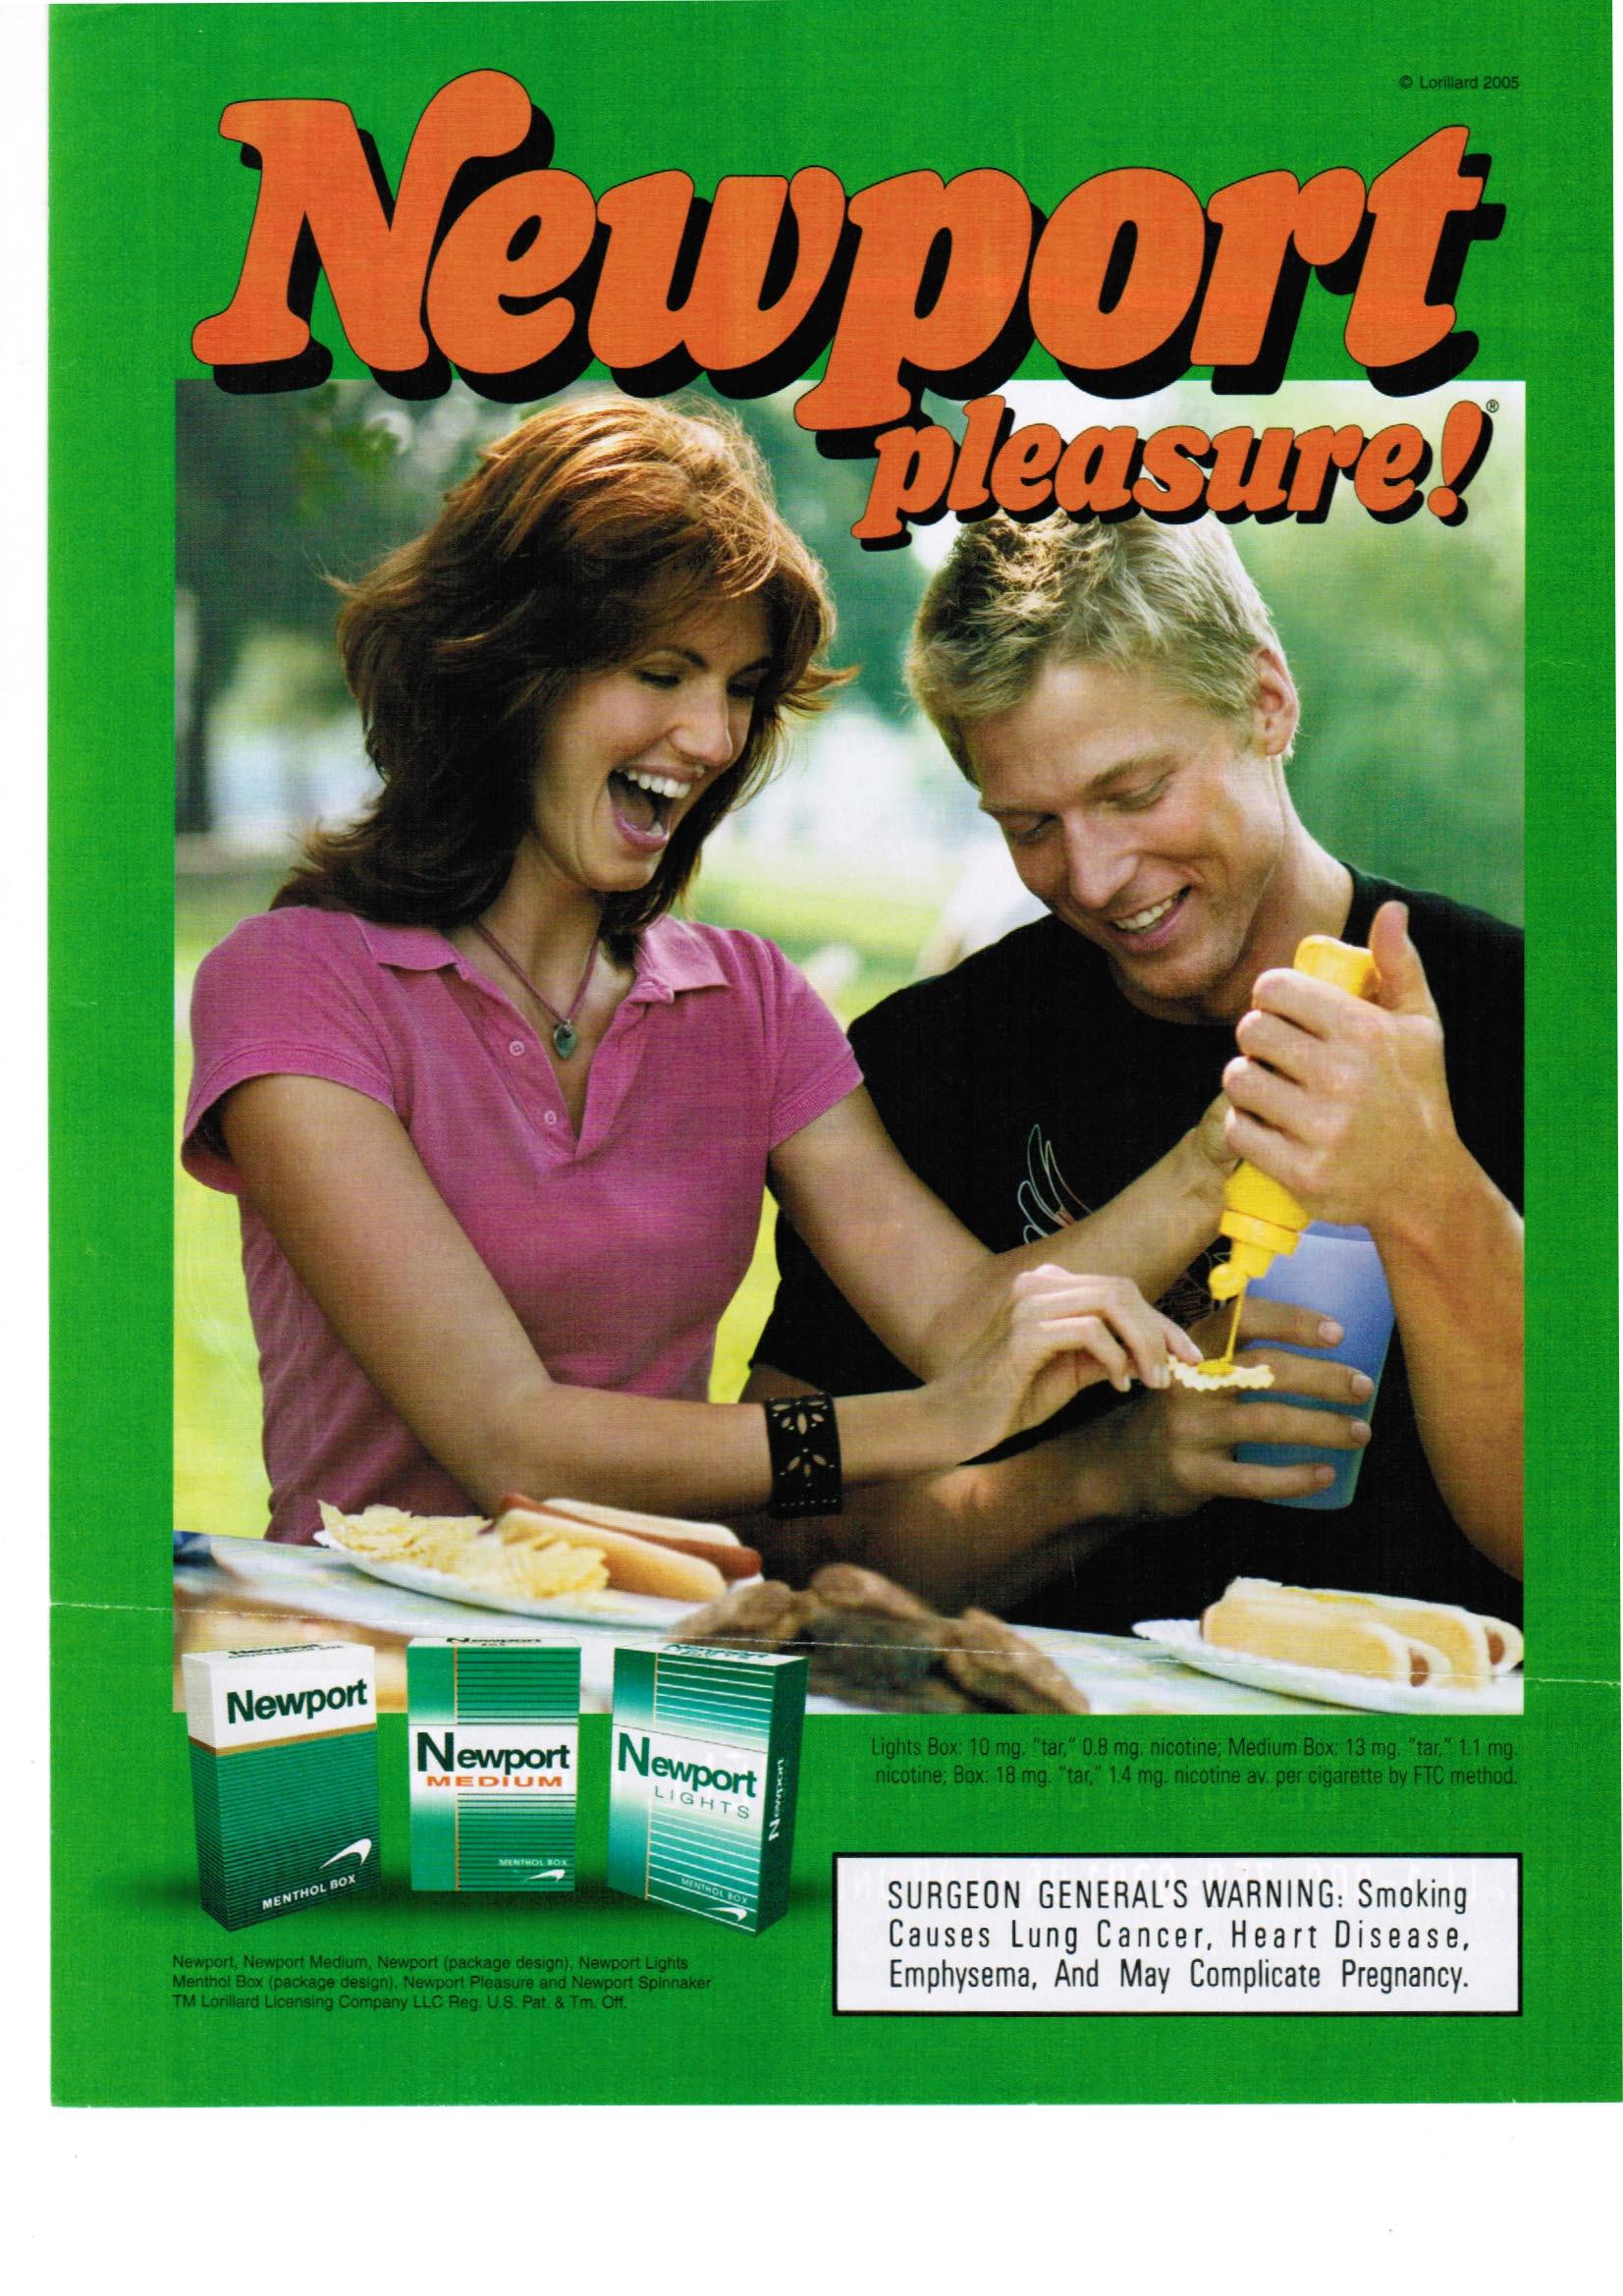 © Lorillard 2005
Newport
pleasure!®
Newport
MENTHOL BOX
Newport
Newport
MEDIUM
MENTHOL BOX
Newport
LIGHTS
MENTHOL BOX
Newport
Lights Box: 10 mg. "tar," 0.8 mg. nicotine; Medium Box: 13 mg. "tar," 1.1 mg.
nicotine; Box: 18 mg. "tar," 1.4 mg. nicotine av. per cigarette by FTC method.
SURGEON GENERAL'S WARNING: Smoking
Causes Lung Cancer, Heart Disease,
Emphysema, And May Complicate Pregnancy.
Newport, Newport Medium, Newport (package design), Newport Lights
Menthol Box (package design), Newport Pleasure and Newport Spinnaker
TM Lorillard Licensing Company LLC Reg. U.S. Pat. & Tm. Off.